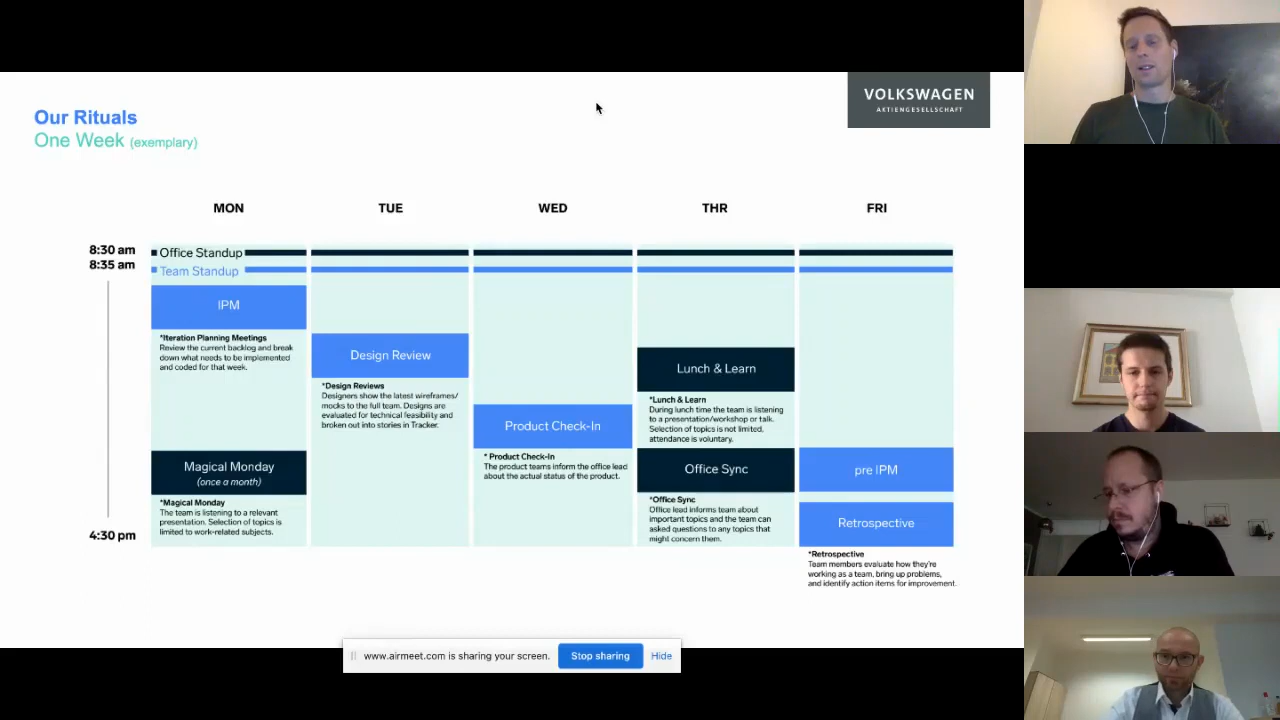 VOLKSWAGEN
AKTIENGESELLSCHAFT
Our Rituals
One Week (exemplary)
MON
TUE
WED
THR
FRI
8:30 am
8:35 am
4:30 pm
Office Standup
Team Standup
IPM
*Iteration Planning Meetings
Review the current backlog and break
down what needs to be implemented
and coded for that week.
Magical Monday
(once a month)
*Magical Monday
The team is listening to a relevant
presentation. Selection of topics is
limited to work-related subjects.
Design Review
*Design Reviews
Designers show the latest wireframes/
mocks to the full team. Designs are
evaluated for technical feasibility and
broken out into stories in Tracker.
Product Check-In
* Product Check-In
The product teams inform the office lead
about the actual status of the product.
Lunch & Learn
*Lunch & Learn
During lunch time the team is listening
to a presentation/workshop or talk.
Selection of topics is not limited,
attendance is voluntary.
Office Sync
*Office Sync
Office lead informs team about
important topics and the team can
asked questions to any topics that
might concern them.
pre IPM
Retrospective
*Retrospective
Team members evaluate how they're
working as a team, bring up problems,
and identify action items for improvement.
www.airmeet.com is sharing your screen.
Stop sharing
Hide